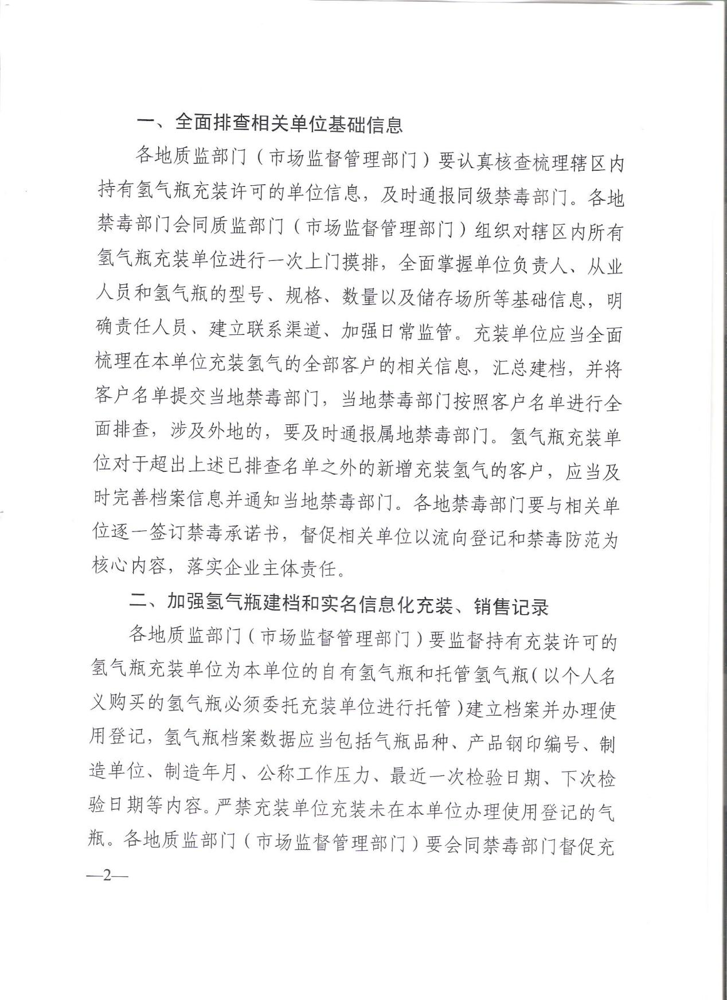 一、全面排查相关单位基础信息
各地质监部门（市场监督管理部门）要认真核查梳理辖区内
持有氢气瓶充装许可的单位信息，及时通报同级禁毒部门。各地
禁毒部门会同质监部门（市场监督管理部门）组织对辖区内所有
氢气瓶充装单位进行一次上门摸排，全面掌握单位负责人、从业
人员和氢气瓶的型号、规格、数量以及储存场所等基础信息，明
确责任人员、建立联系渠道、加强日常监管。充装单位应当全面
梳理在本单位充装氢气的全部客户的相关信息，汇总建档，并将
客户名单提交当地禁毒部门，当地禁毒部门按照客户名单进行全
面排查，涉及外地的，要及时通报属地禁毒部门。氢气瓶充装单
位对于超出上述已排查名单之外的新增充装氢气的客户，应当及
时完善档案信息并通知当地禁毒部门。各地禁毒部门要与相关单
位逐一签订禁毒承诺书，督促相关单位以流向登记和禁毒防范为
核心内容，落实企业主体责任。
二、加强氢气瓶建档和实名信息化充装、销售记录
各地质监部门（市场监督管理部门）要监督持有充装许可的
氢气瓶充装单位为本单位的自有氢气瓶和托管氢气瓶（以个人名
义购买的氢气瓶必须委托充装单位进行托管）建立档案并办理使
用登记，氢气瓶档案数据应当包括气瓶品种、产品钢印编号、制
造单位、制造年月、公称工作压力、最近一次检验日期、下次检
验日期等内容。严禁充装单位充装未在本单位办理使用登记的气
瓶。各地质监部门（市场监督管理部门）要会同禁毒部门督促充
—2—